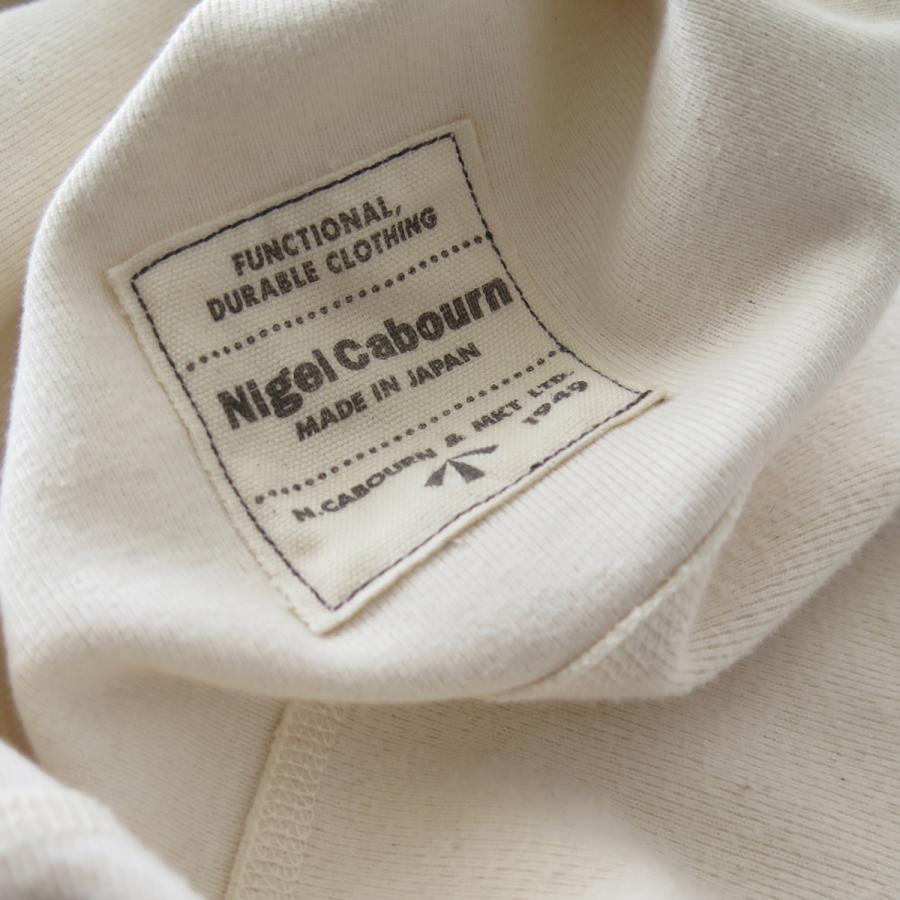 FUNCTIONAL,
DURABLE CLOTHING
Nigel Cabourn
MADE IN JAPAN
N.CABOURN & MKT LTD.
1949